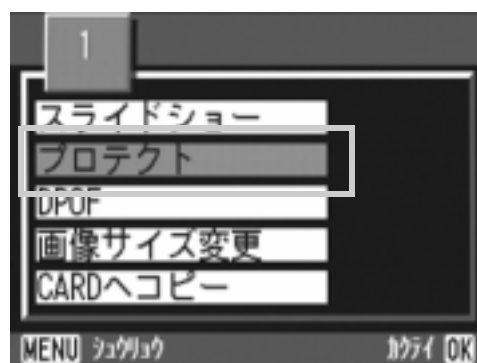 1
スライドショー
プロテクト
DPOF
画像サイズ変更
CARDへコピー
MENU ｼｭｳﾘｮｳ ｶｸﾃｲ OK